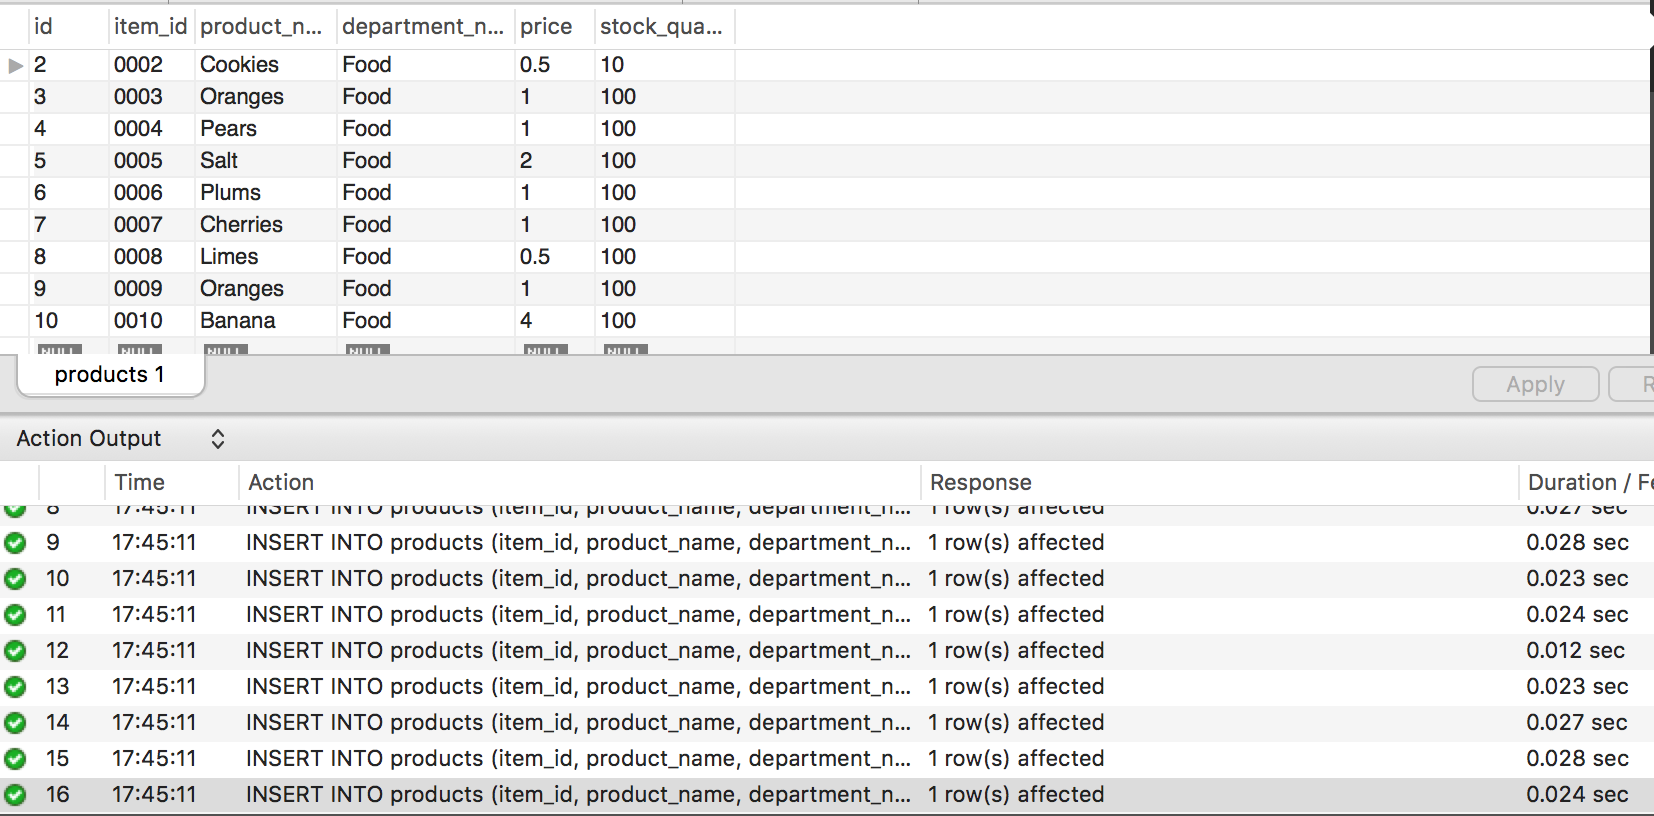 id item_id product_n... department_n... price stock_qua...
2 0002 Cookies Food 0.5 10
3 0003 Oranges Food 1 100
4 0004 Pears Food 1 100
5 0005 Salt Food 2 100
6 0006 Plums Food 1 100
7 0007 Cherries Food 1 100
8 0008 Limes Food 0.5 100
9 0009 Oranges Food 1 100
10 0010 Banana Food 4 100
NULL NULL NULL NULL NULL NULL
products 1
Apply R
Action Output
Time Action Response Duration / Fe
8 17:45:11 INSERT INTO products (item_id, product_name, department_n... 1 row(s) affected 0.027 sec
9 17:45:11 INSERT INTO products (item_id, product_name, department_n... 1 row(s) affected 0.028 sec
10 17:45:11 INSERT INTO products (item_id, product_name, department_n... 1 row(s) affected 0.023 sec
11 17:45:11 INSERT INTO products (item_id, product_name, department_n... 1 row(s) affected 0.024 sec
12 17:45:11 INSERT INTO products (item_id, product_name, department_n... 1 row(s) affected 0.012 sec
13 17:45:11 INSERT INTO products (item_id, product_name, department_n... 1 row(s) affected 0.023 sec
14 17:45:11 INSERT INTO products (item_id, product_name, department_n... 1 row(s) affected 0.027 sec
15 17:45:11 INSERT INTO products (item_id, product_name, department_n... 1 row(s) affected 0.028 sec
16 17:45:11 INSERT INTO products (item_id, product_name, department_n... 1 row(s) affected 0.024 sec